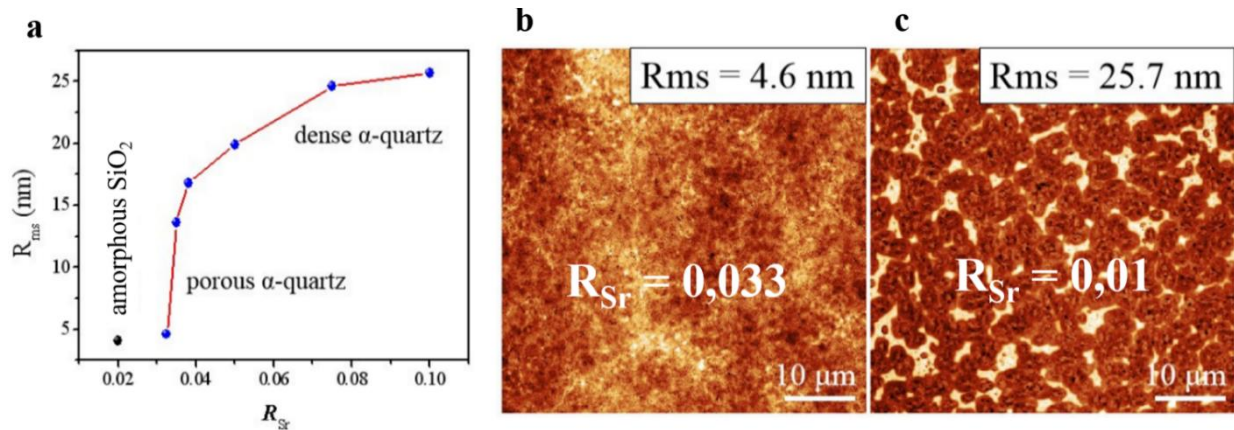 a
25
20
15
10
5
R_ms (nm)
amorphous SiO₂
dense α-quartz
porous α-quartz
0.02 0.04 0.06 0.08 0.10
R_Sr
b
Rms = 4.6 nm
R_Sr = 0,033
10 μm
c
Rms = 25.7 nm
R_Sr = 0,01
10 μm